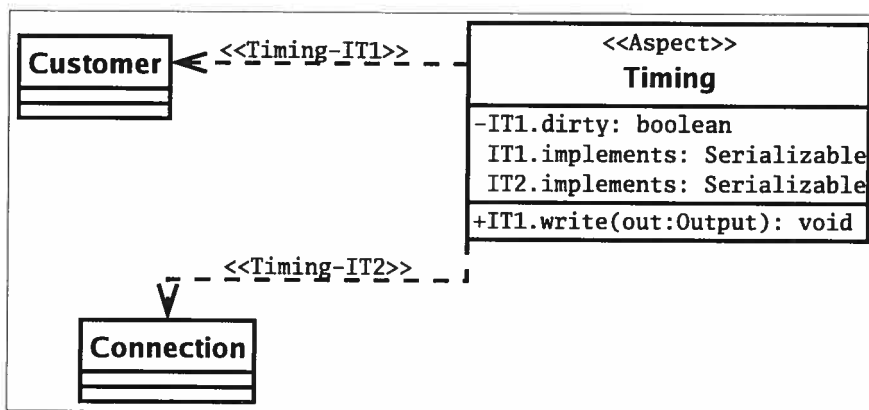 <<Timing-IT1>>
Customer
<<Aspect>>
Timing
-IT1.dirty: boolean
IT1.implements: Serializable
IT2.implements: Serializable
+IT1.write(out:Output): void
<<Timing-IT2>>
Connection